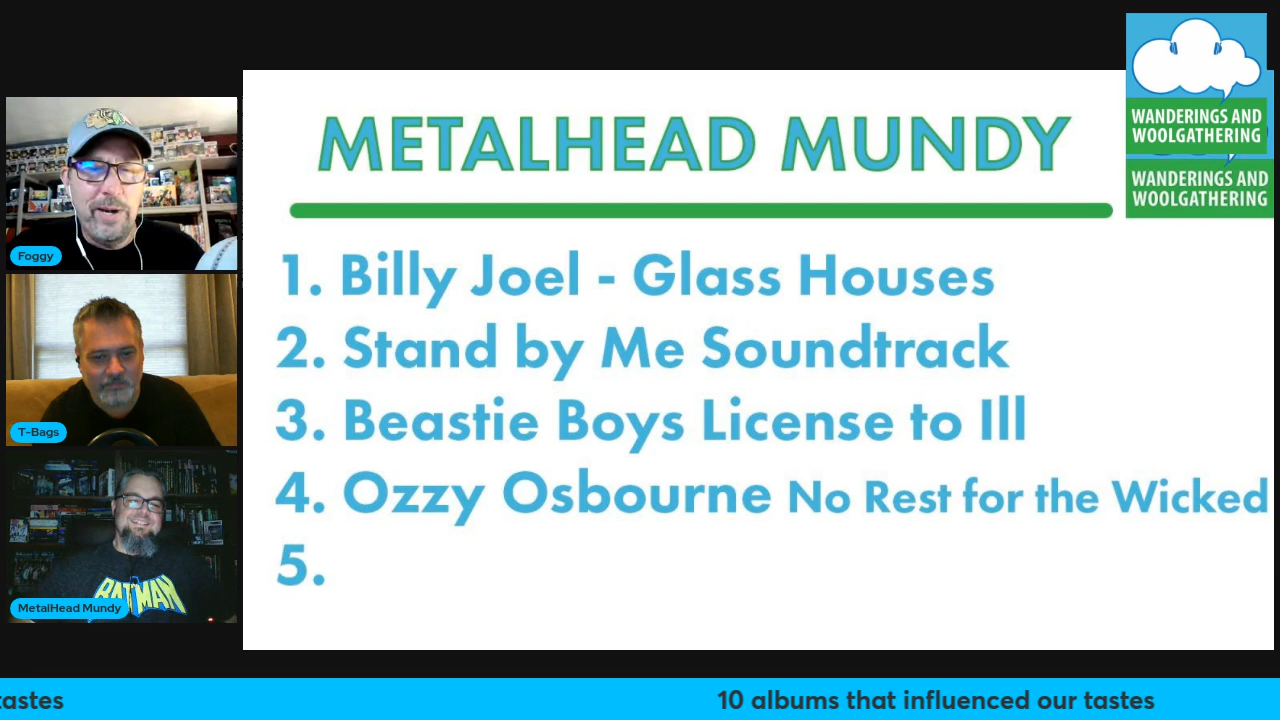 METALHEAD MUNDY
WANDERINGS AND
WOOLGATHERING
WANDERINGS AND
WOOLGATHERING
1. Billy Joel - Glass Houses
2. Stand by Me Soundtrack
3. Beastie Boys License to Ill
4. Ozzy Osbourne No Rest for the Wicked
5.
Foggy
T-Bags
BATMAN
MetalHead Mundy
tastes
10 albums that influenced our tastes